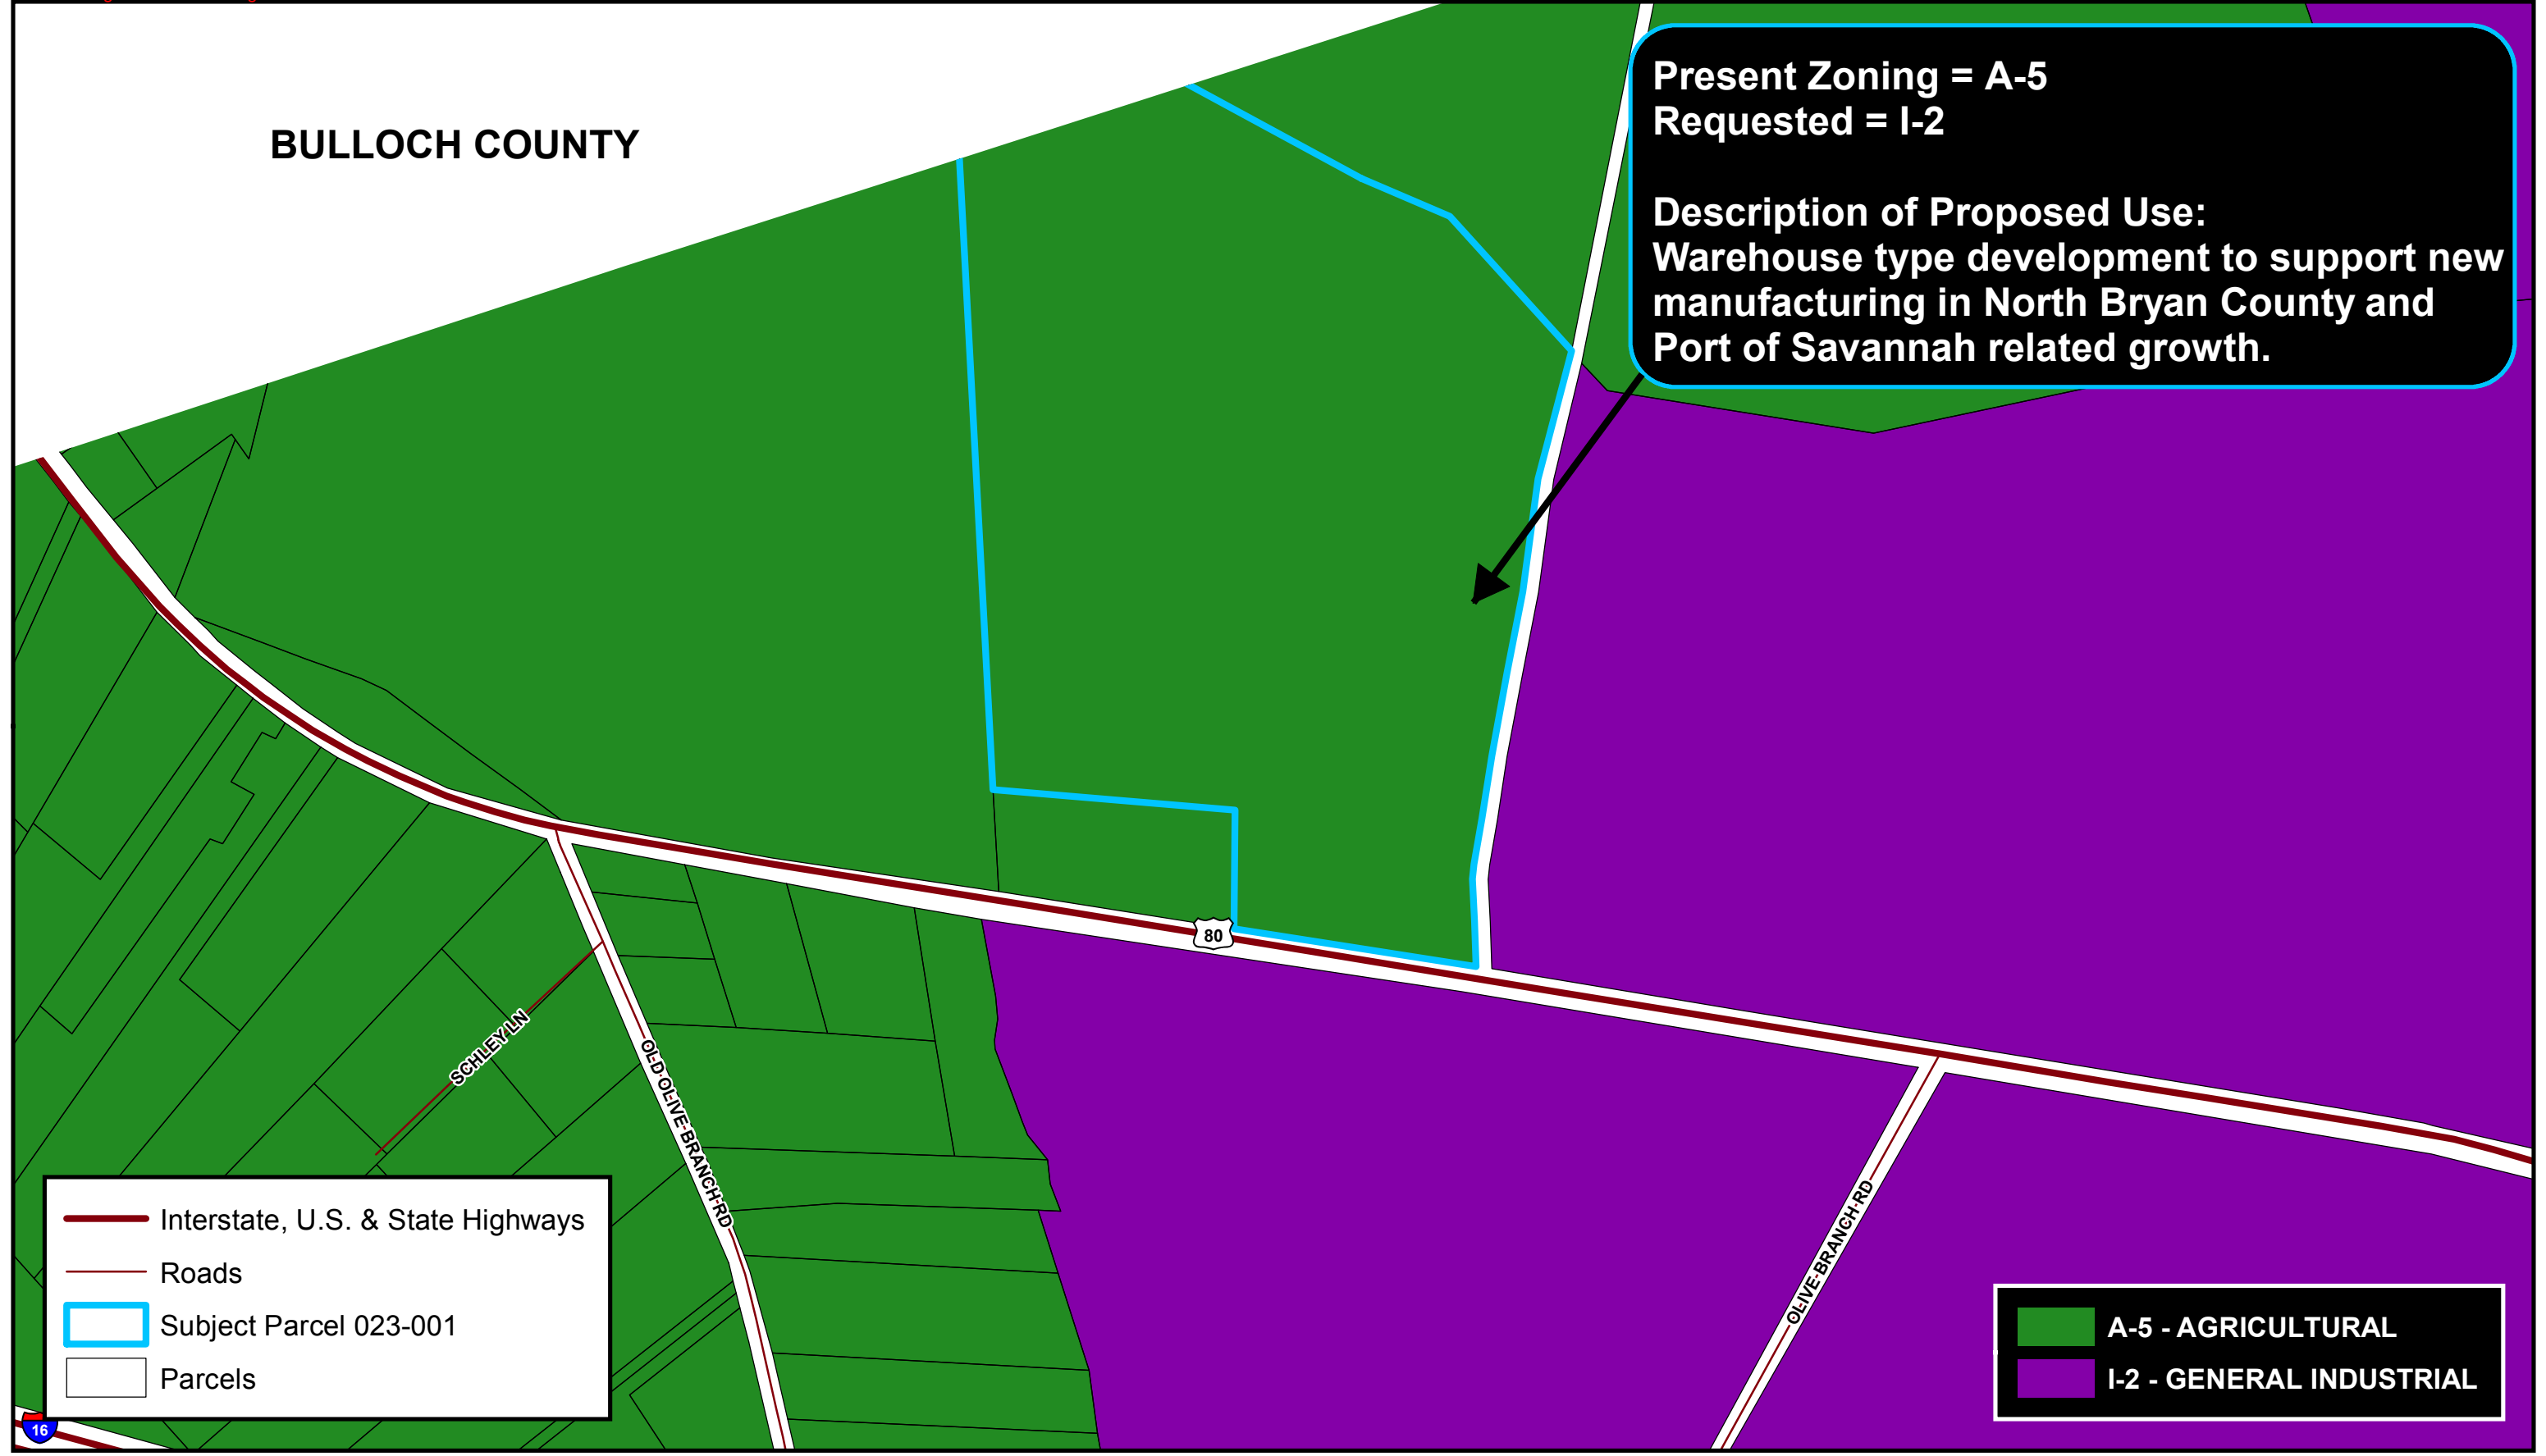 BULLOCH COUNTY
Present Zoning = A-5
Requested = I-2
Description of Proposed Use:
Warehouse type development to support new
manufacturing in North Bryan County and
Port of Savannah related growth.
80
SCHLEY LN
OLD OLIVE BRANCH RD
OLIVE BRANCH RD
Interstate, U.S. & State Highways
Roads
Subject Parcel 023-001
Parcels
16
A-5 - AGRICULTURAL
I-2 - GENERAL INDUSTRIAL